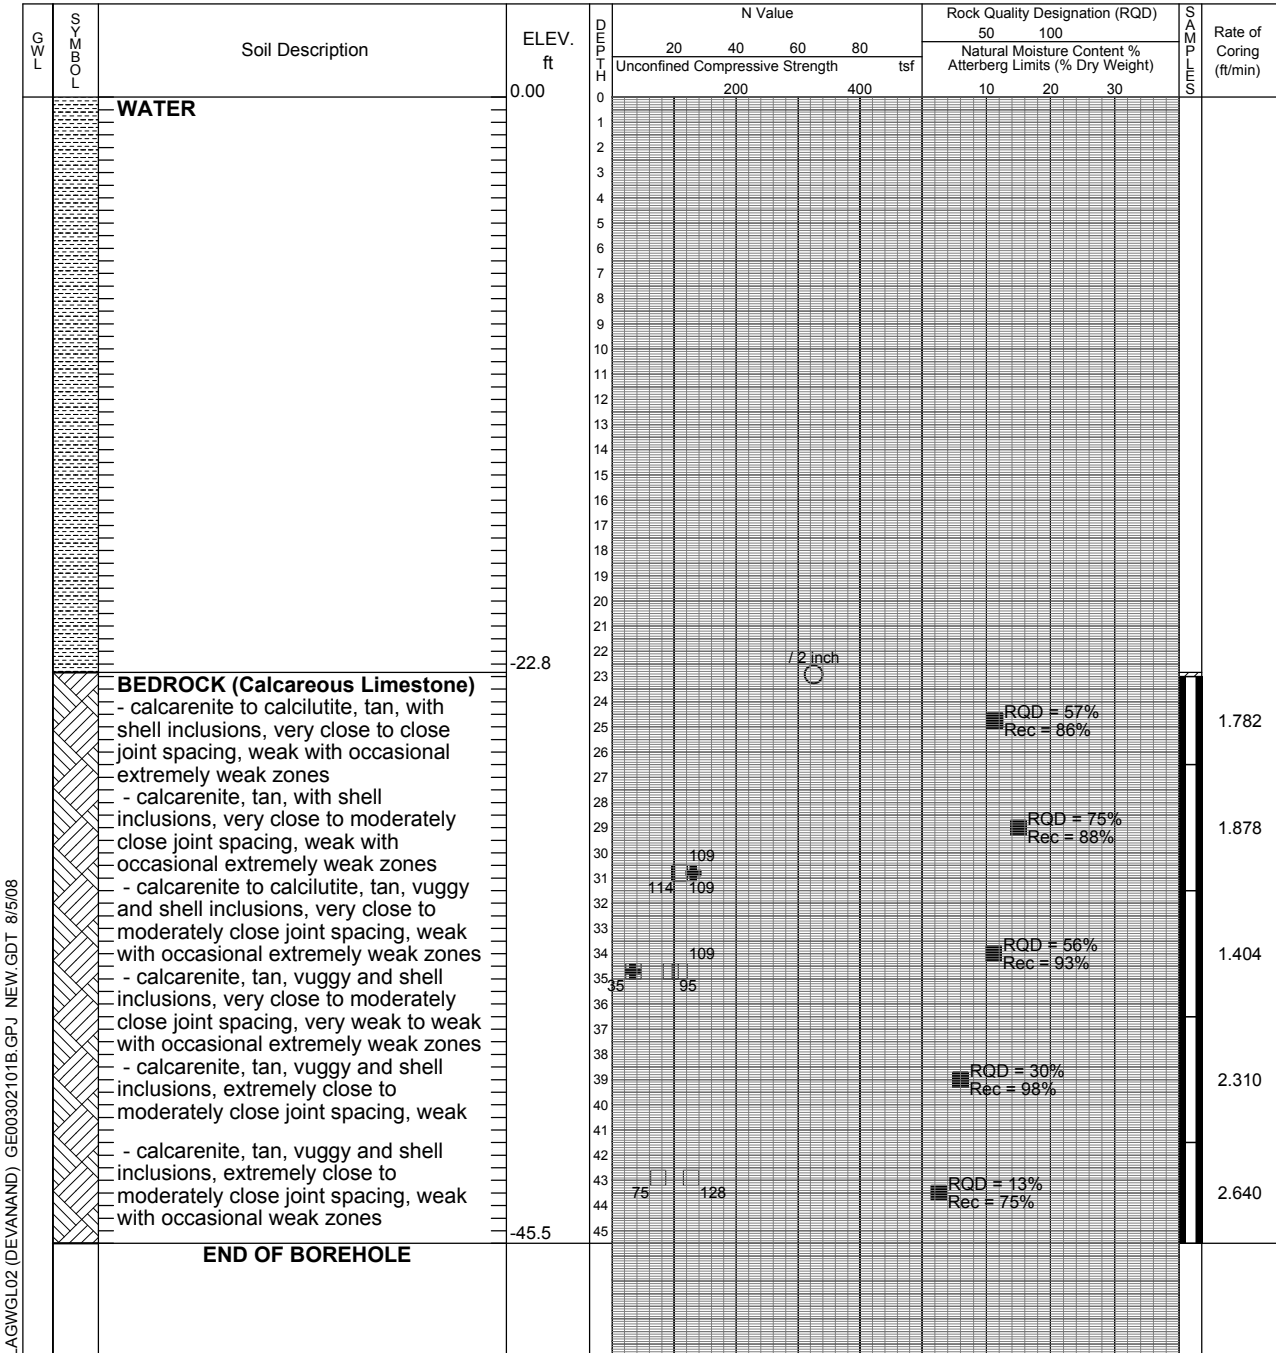 GWL
SYMBOL
Soil Description
ELEV.
ft
DEPTH
N Value
20 40 60 80
Unconfined Compressive Strength tsf
200 400
Rock Quality Designation (RQD)
50 100
Natural Moisture Content %
Atterberg Limits (% Dry Weight)
10 20 30
SAMPLES
Rate of
Coring
(ft/min)
0.00
0
WATER
1
2
3
4
5
6
7
8
9
10
11
12
13
14
15
16
17
18
19
20
21
22
/ 2 inch
-22.8
23
BEDROCK (Calcareous Limestone)
- calcarenite to calcilutite, tan, with
shell inclusions, very close to close
joint spacing, weak with occasional
extremely weak zones
- calcarenite, tan, with shell
inclusions, very close to moderately
close joint spacing, weak with
occasional extremely weak zones
- calcarenite to calcilutite, tan, vuggy
and shell inclusions, very close to
moderately close joint spacing, weak
with occasional extremely weak zones
- calcarenite, tan, vuggy and shell
inclusions, very close to moderately
close joint spacing, very weak to weak
with occasional extremely weak zones
- calcarenite, tan, vuggy and shell
inclusions, extremely close to
moderately close joint spacing, weak
- calcarenite, tan, vuggy and shell
inclusions, extremely close to
moderately close joint spacing, weak
with occasional weak zones
-45.5
END OF BOREHOLE
24
25
26
27
28
29
30
31
32
33
34
35
36
37
38
39
40
41
42
43
44
45
RQD = 57%
Rec = 86%
1.782
RQD = 75%
Rec = 88%
1.878
109
114 109
RQD = 56%
Rec = 93%
1.404
109
35 95
RQD = 30%
Rec = 98%
2.310
75 128
RQD = 13%
Rec = 75%
2.640
AGWGL02 (DEVANAND) GE00302101B.GPJ NEW.GDT 8/5/08